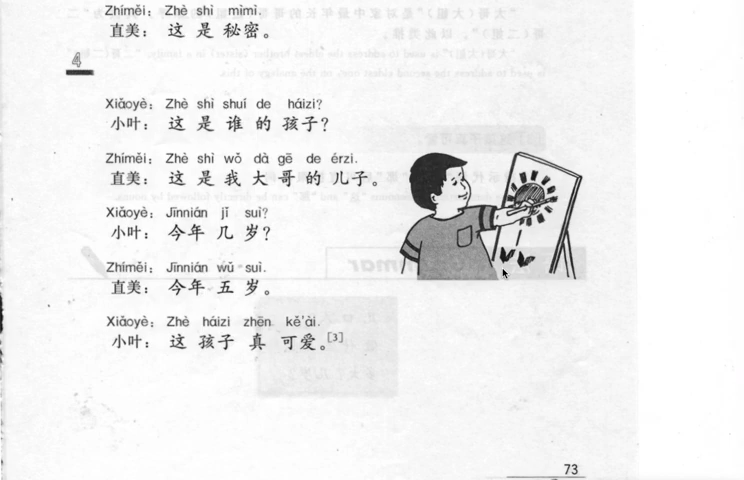 Zhíměi: Zhè shì mìmì.
直美: 这是秘密。
4
Xiǎoyè: Zhè shì shuí de háizi?
小叶: 这是谁的孩子?
Zhíměi: Zhè shì wǒ dà gē de érzi.
直美: 这是我大哥的儿子。
Xiǎoyè: Jīnnián jǐ suì?
小叶: 今年几岁?
Zhíměi: Jīnnián wǔ suì.
直美: 今年五岁。
Xiǎoyè: Zhè háizi zhēn kě'ài.
小叶: 这孩子真可爱。[3]
73